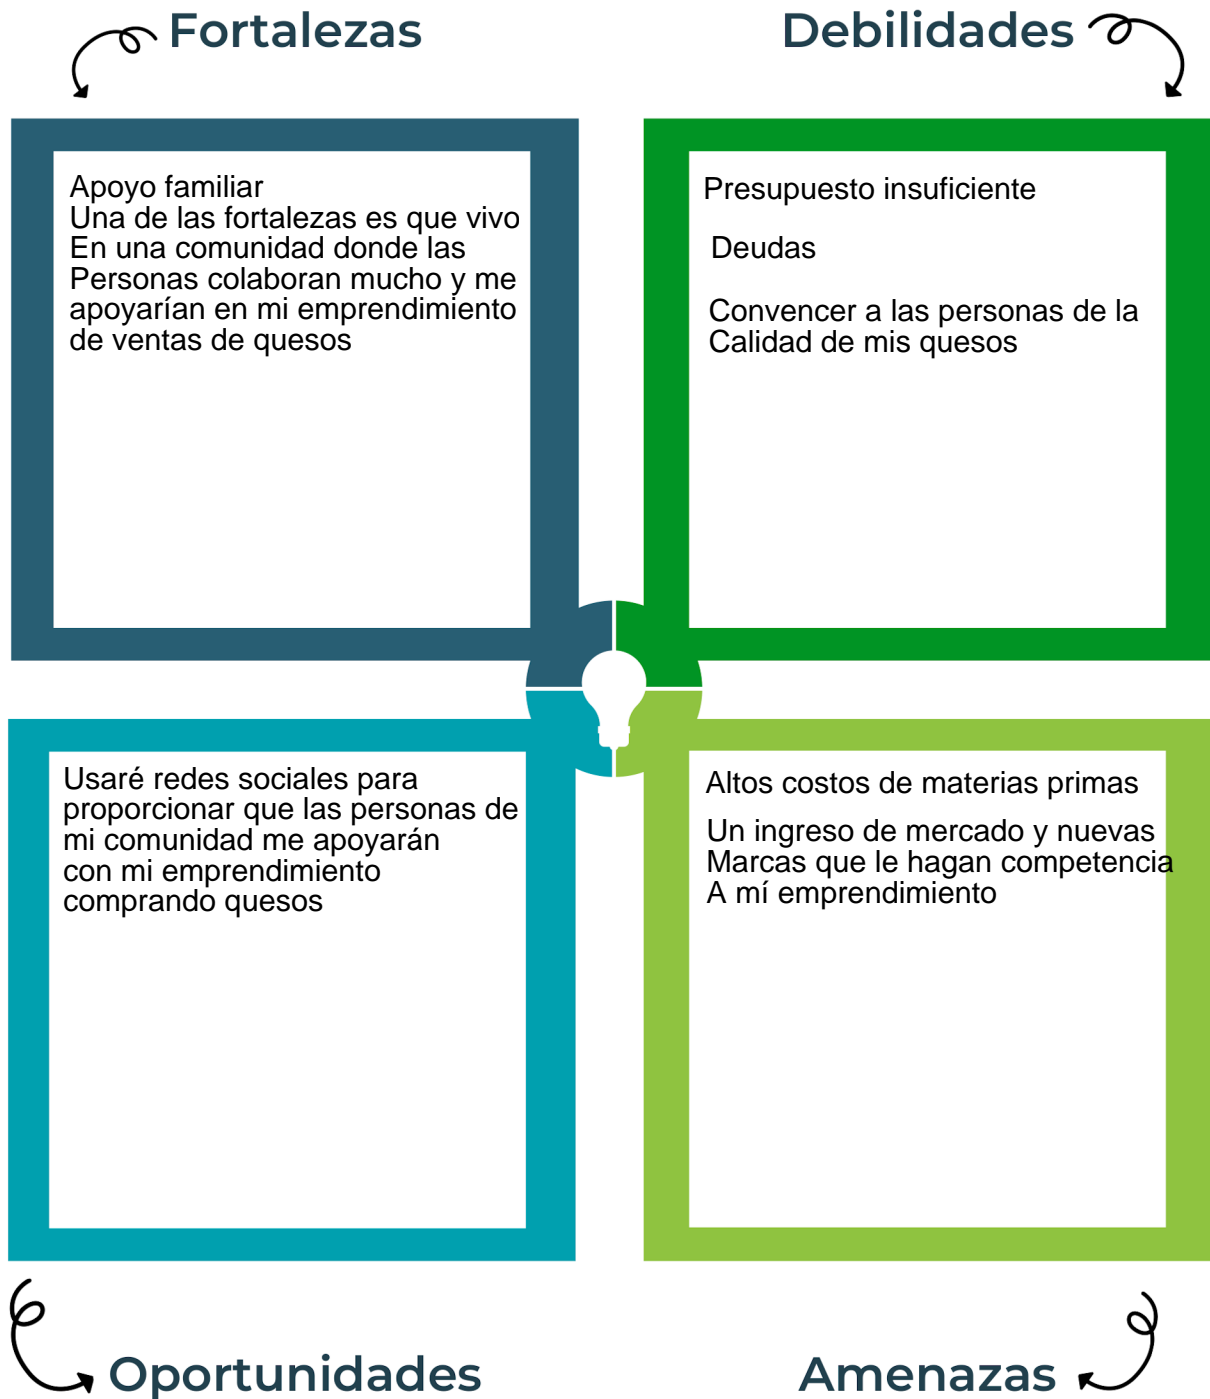 Fortalezas
Apoyo familiar
Una de las fortalezas es que vivo
En una comunidad donde las
Personas colaboran mucho y me
apoyarían en mi emprendimiento
de ventas de quesos
Debilidades
Presupuesto insuficiente
Deudas
Convencer a las personas de la
Calidad de mis quesos
Usaré redes sociales para
proporcionar que las personas de
mi comunidad me apoyarán
con mi emprendimiento
comprando quesos
Oportunidades
Altos costos de materias primas
Un ingreso de mercado y nuevas
Marcas que le hagan competencia
A mí emprendimiento
Amenazas